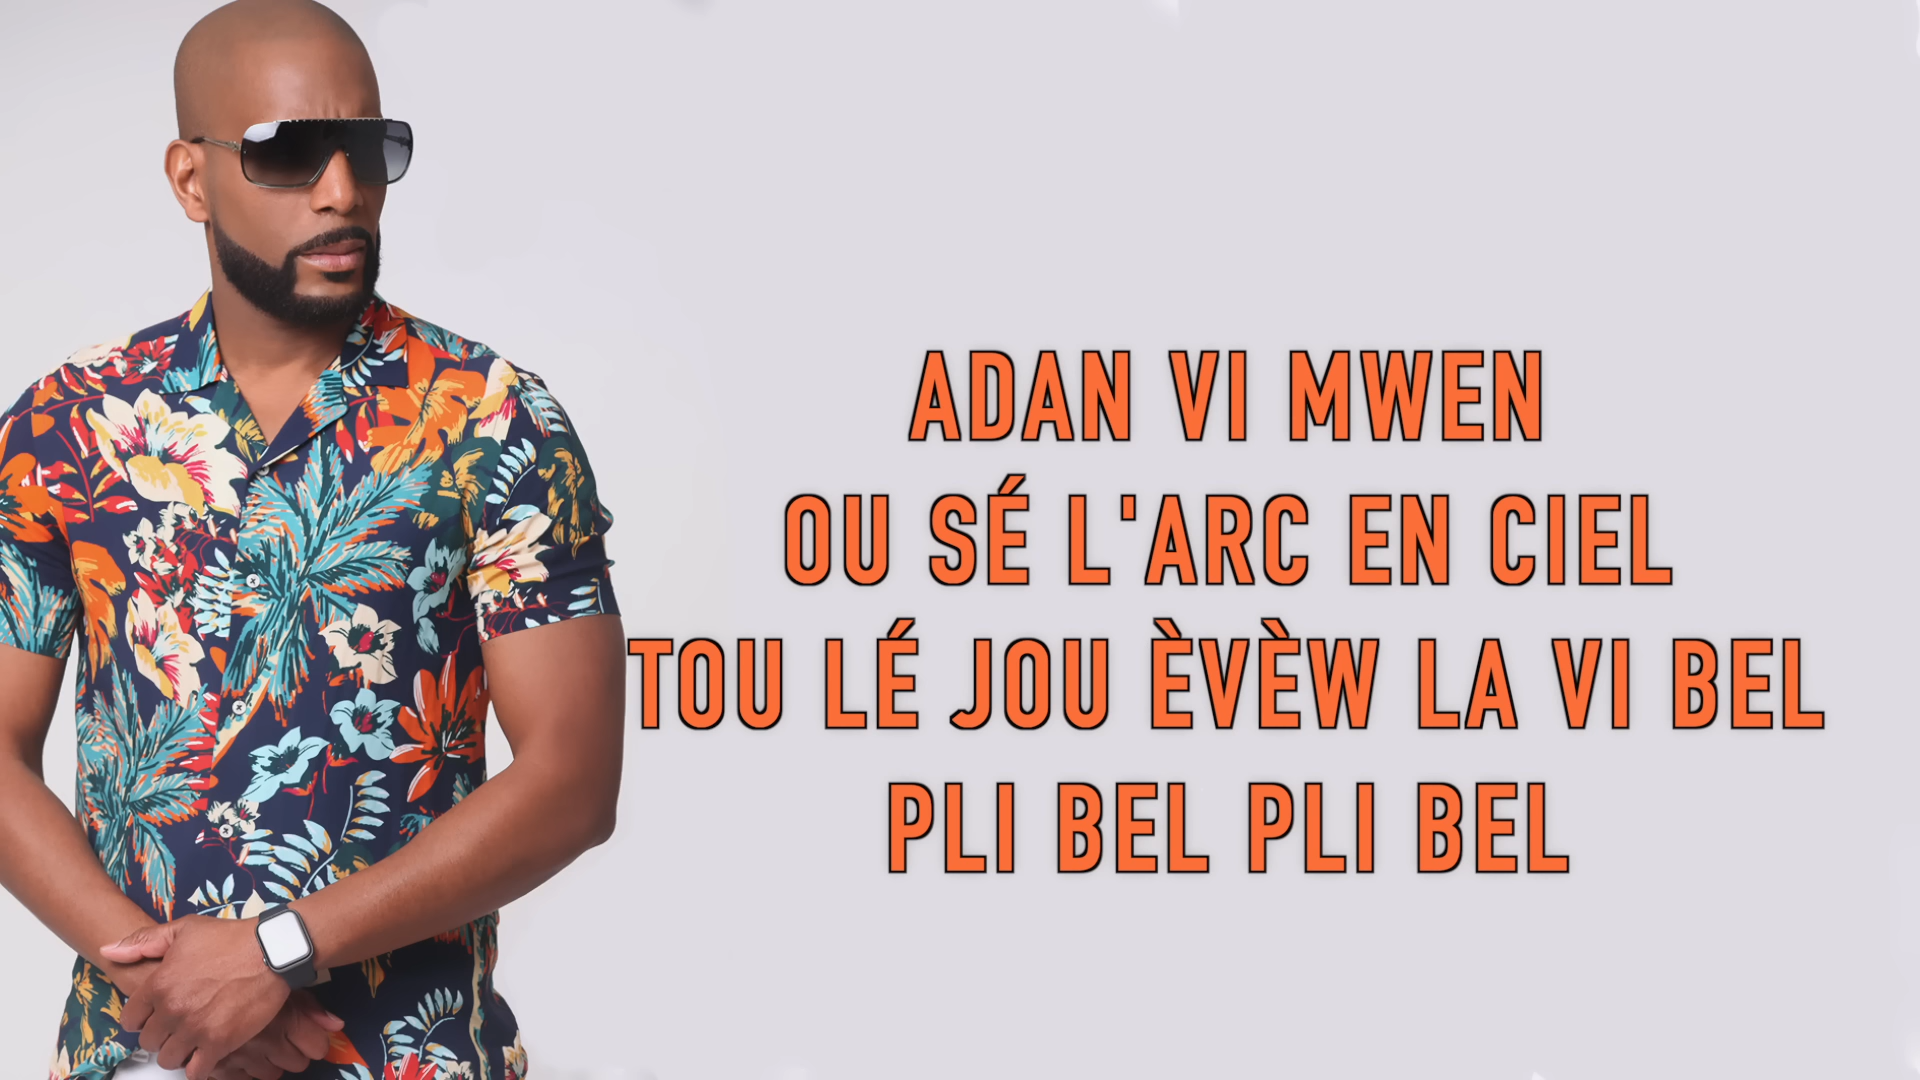 ADAN VI MWEN
OU SÉ L'ARC EN CIEL
TOU LÉ JOU ÈVÈW LA VI BEL
PLI BEL PLI BEL